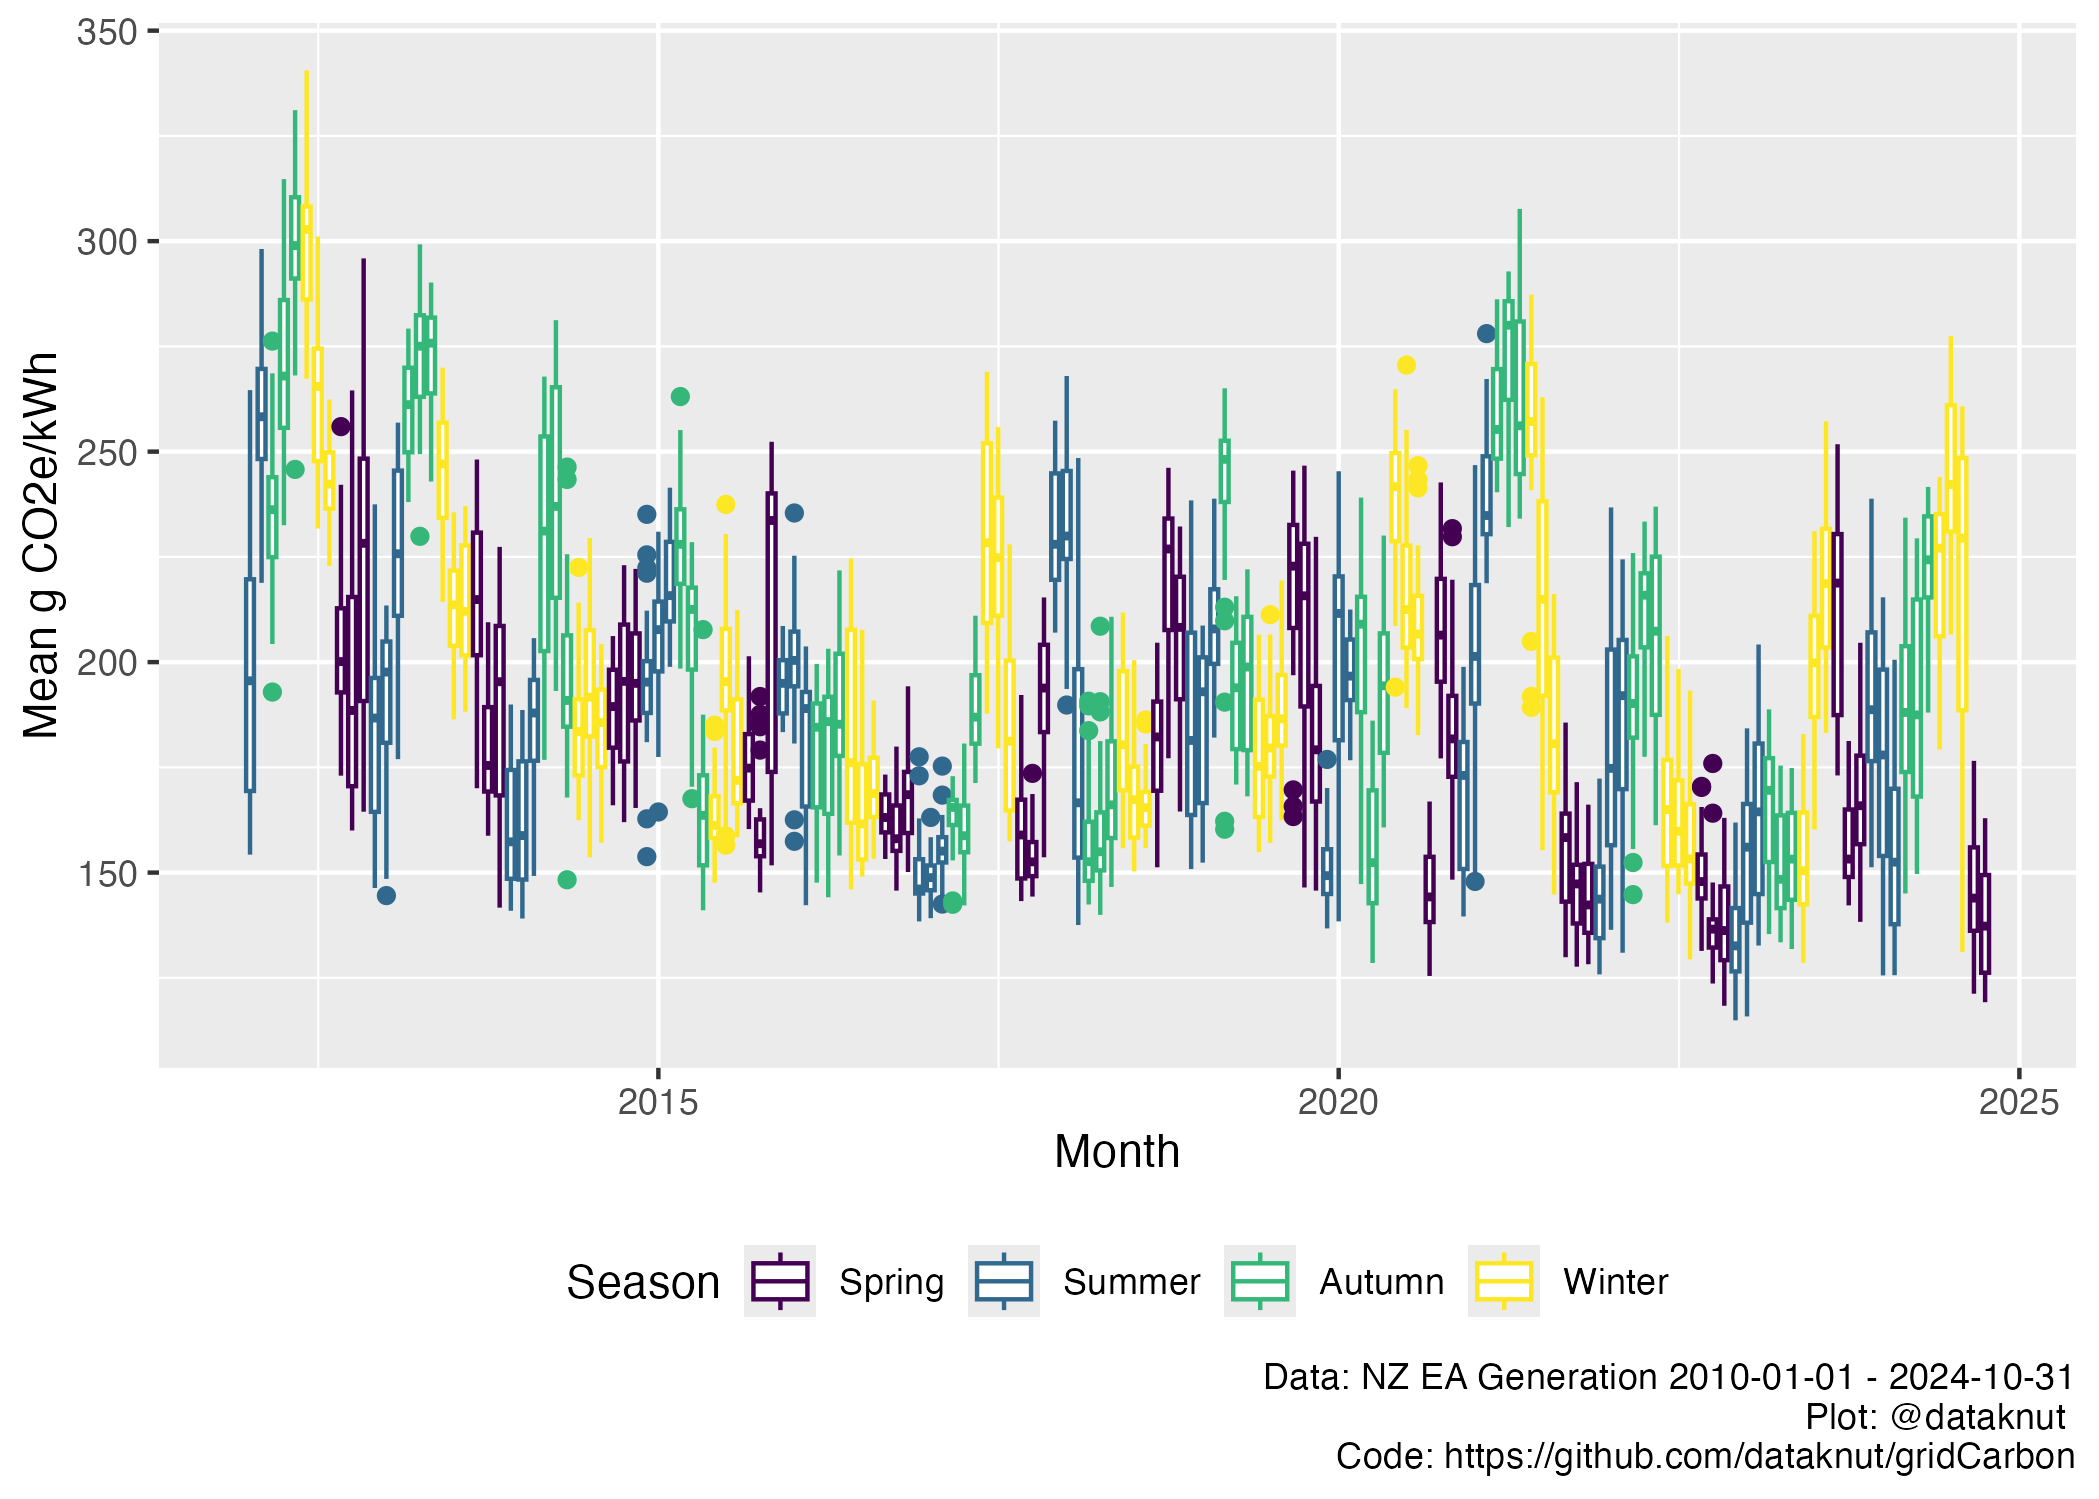 350
300
250
200
150
Mean g CO2e/kWh
2015
2020
2025
Month
Season
Spring
Summer
Autumn
Winter
Data: NZ EA Generation 2010-01-01 - 2024-10-31
Plot: @dataknut
Code: https://github.com/dataknut/gridCarbon